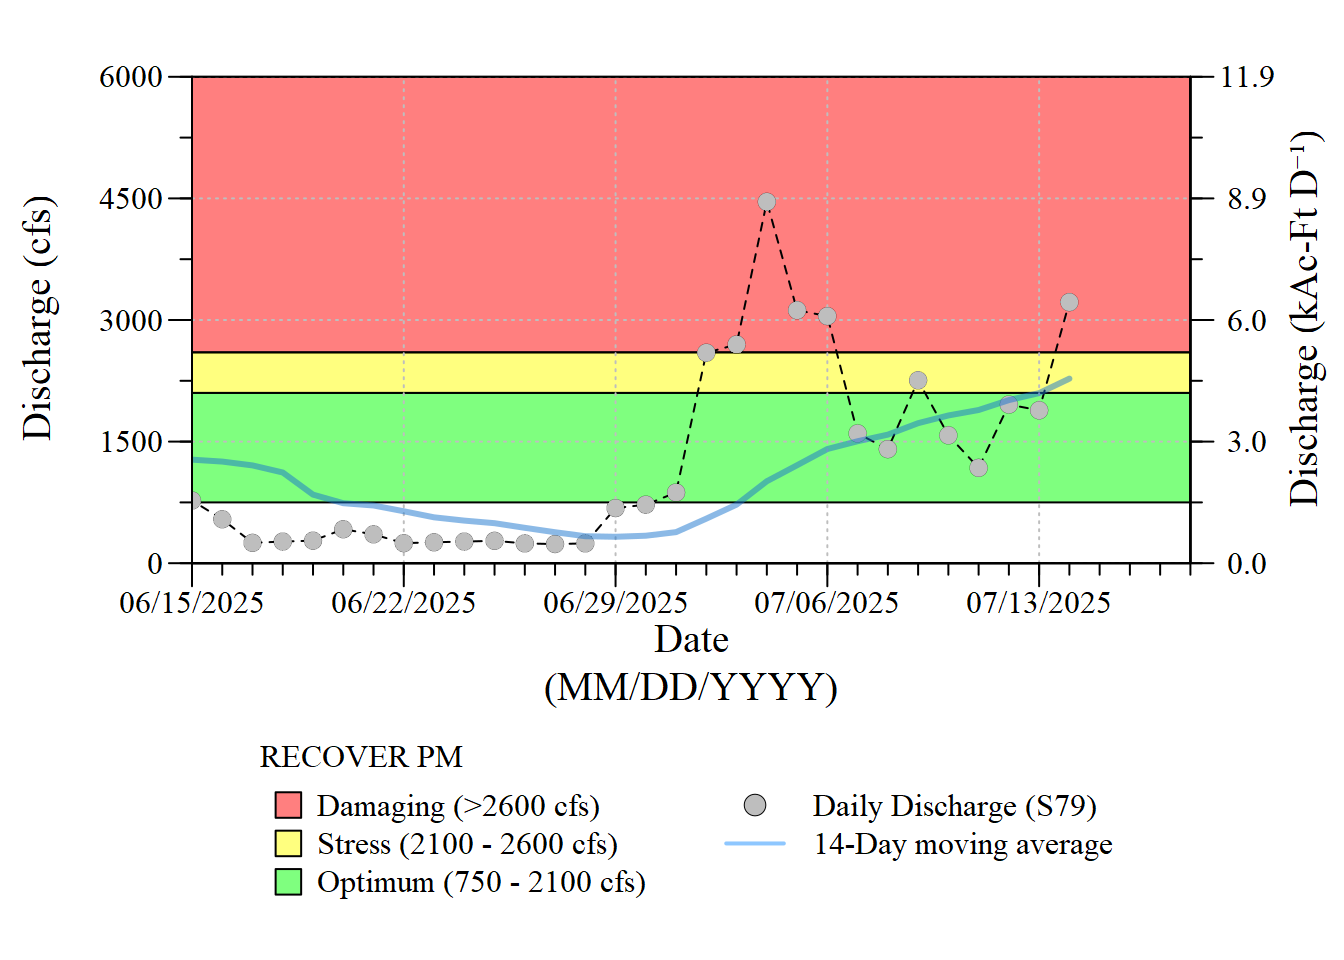 6000
4500
3000
1500
0
11.9
8.9
6.0
3.0
0.0
Discharge (cfs)
Discharge (kAc-Ft D⁻¹)
06/15/2025 06/22/2025 06/29/2025 07/06/2025 07/13/2025
Date
(MM/DD/YYYY)
RECOVER PM
Damaging (>2600 cfs)
Stress (2100 - 2600 cfs)
Optimum (750 - 2100 cfs)
Daily Discharge (S79)
14-Day moving average